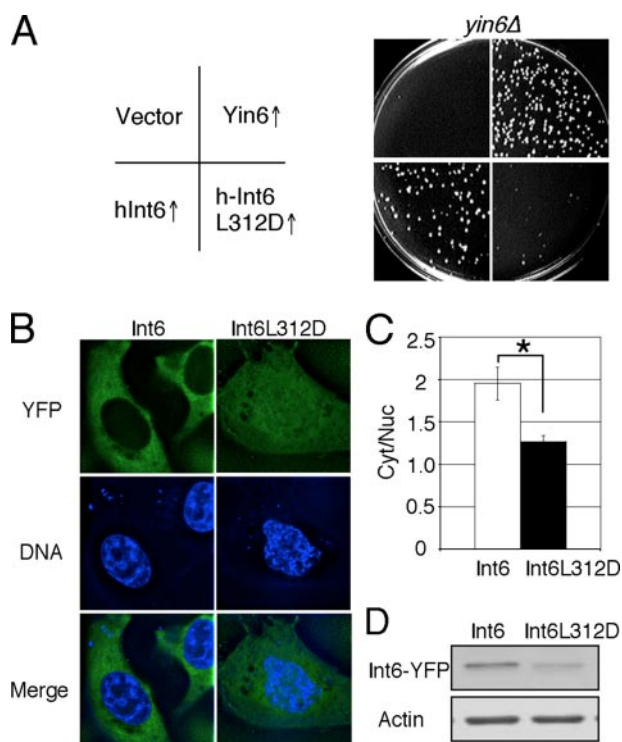 A
yin6Δ
Vector
Yin6↑
hInt6↑
h-Int6
L312D↑
B
Int6
Int6L312D
YFP
DNA
Merge
C
*
2.5
2
1.5
1.0
0.5
0
Cyt/Nuc
Int6
Int6L312D
D
Int6
Int6L312D
Int6-YFP
Actin